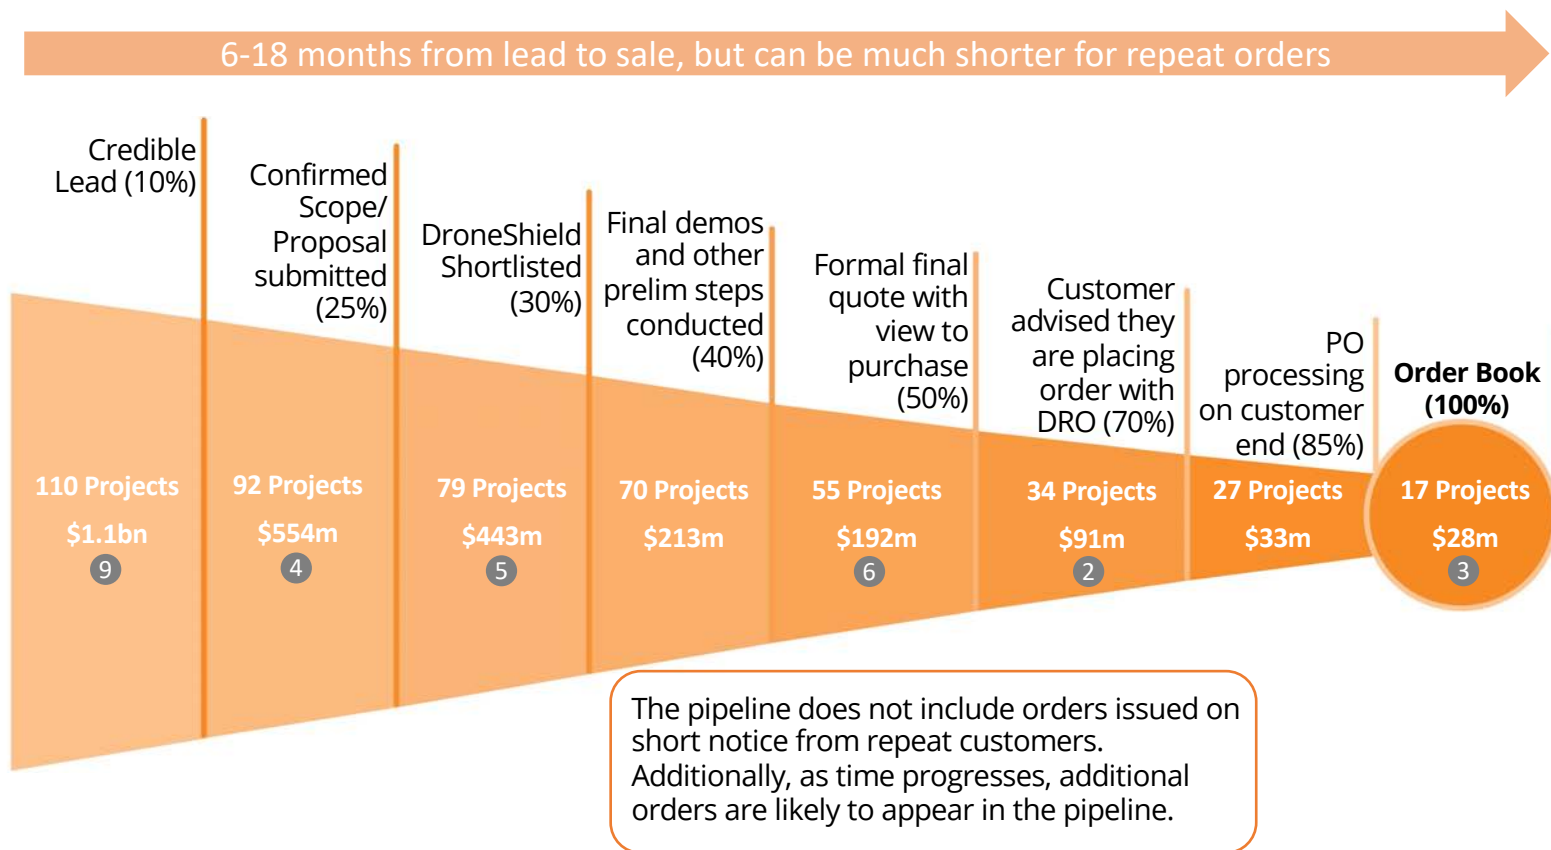 6-18 months from lead to sale, but can be much shorter for repeat orders
Credible
Lead (10%)
Confirmed
Scope/
Proposal
submitted
(25%)
DroneShield
Shortlisted
(30%)
Final demos
and other
prelim steps
conducted
(40%)
Formal final
quote with
view to
purchase
(50%)
Customer
advised they
are placing
order with
DRO (70%)
PO
processing
on customer
end (85%)
Order Book
(100%)
110 Projects
$1.1bn
9
92 Projects
$554m
4
79 Projects
$443m
5
70 Projects
$213m
55 Projects
$192m
6
34 Projects
$91m
2
27 Projects
$33m
17 Projects
$28m
3
The pipeline does not include orders issued on
short notice from repeat customers.
Additionally, as time progresses, additional
orders are likely to appear in the pipeline.